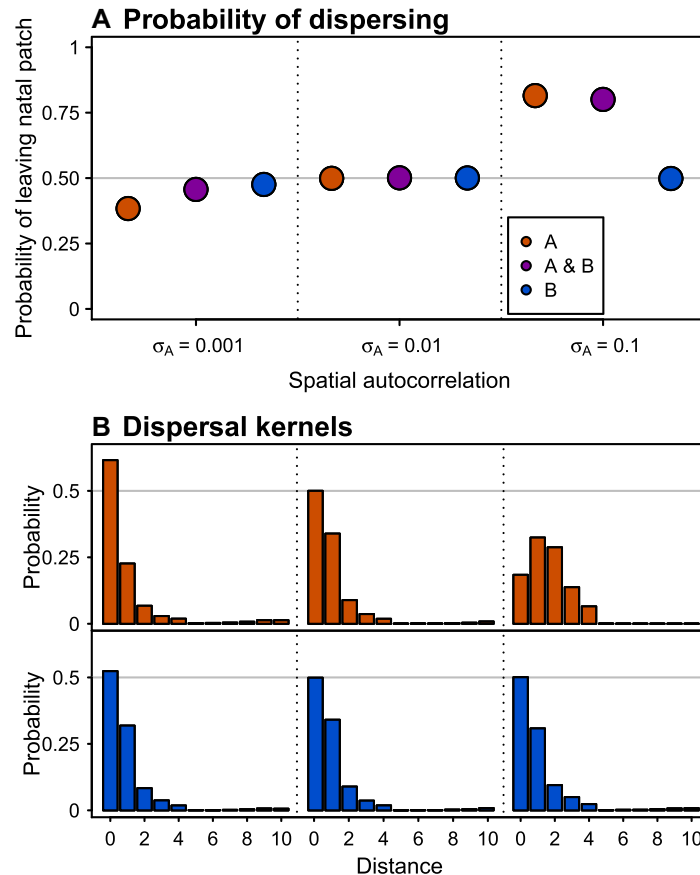 A Probability of dispersing
Probability of leaving natal patch
1
0.75
0.50
0.25
0
A
A & B
B
σA = 0.001 σA = 0.01 σA = 0.1
Spatial autocorrelation
B Dispersal kernels
Probability
0.5
0.25
0
Probability
0.5
0.25
0
0 2 4 6 8 10 0 2 4 6 8 10 0 2 4 6 8 10
Distance